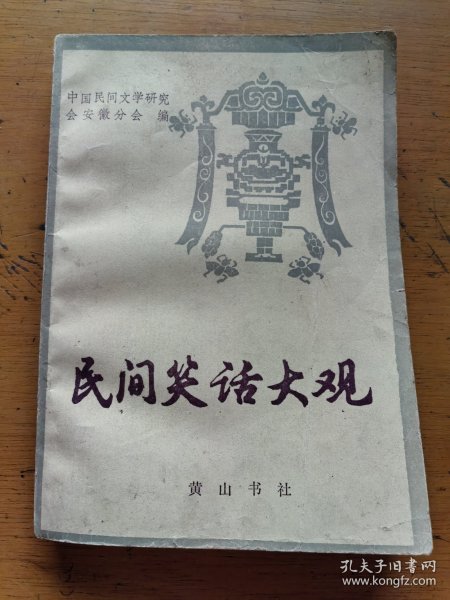 中国民间文学研究
会安徽分会 编
民间笑话大观
黄山书社
孔夫子旧书网
www.kongfz.com